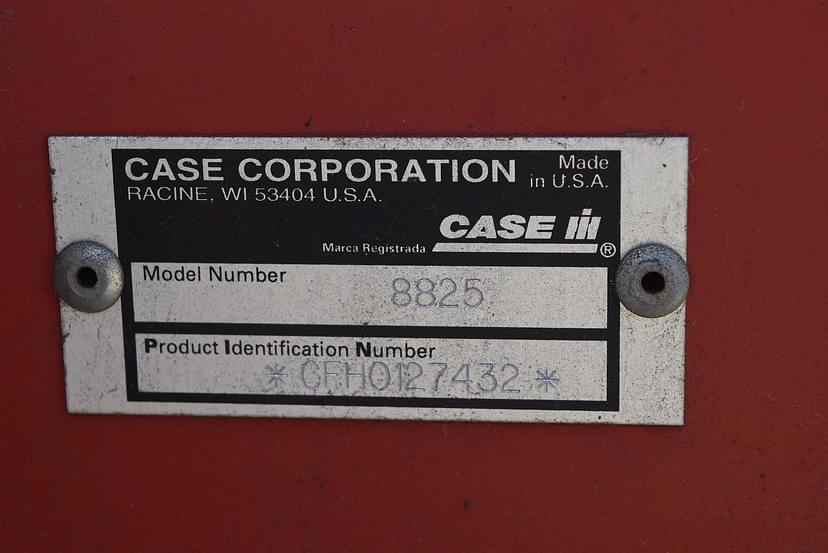 CASE CORPORATION
Made in U.S.A.
RACINE, WI 53404 U.S.A.
CASE IH
Marca Registrada ®
Model Number
8825
Product Identification Number
* CFH0127432 *